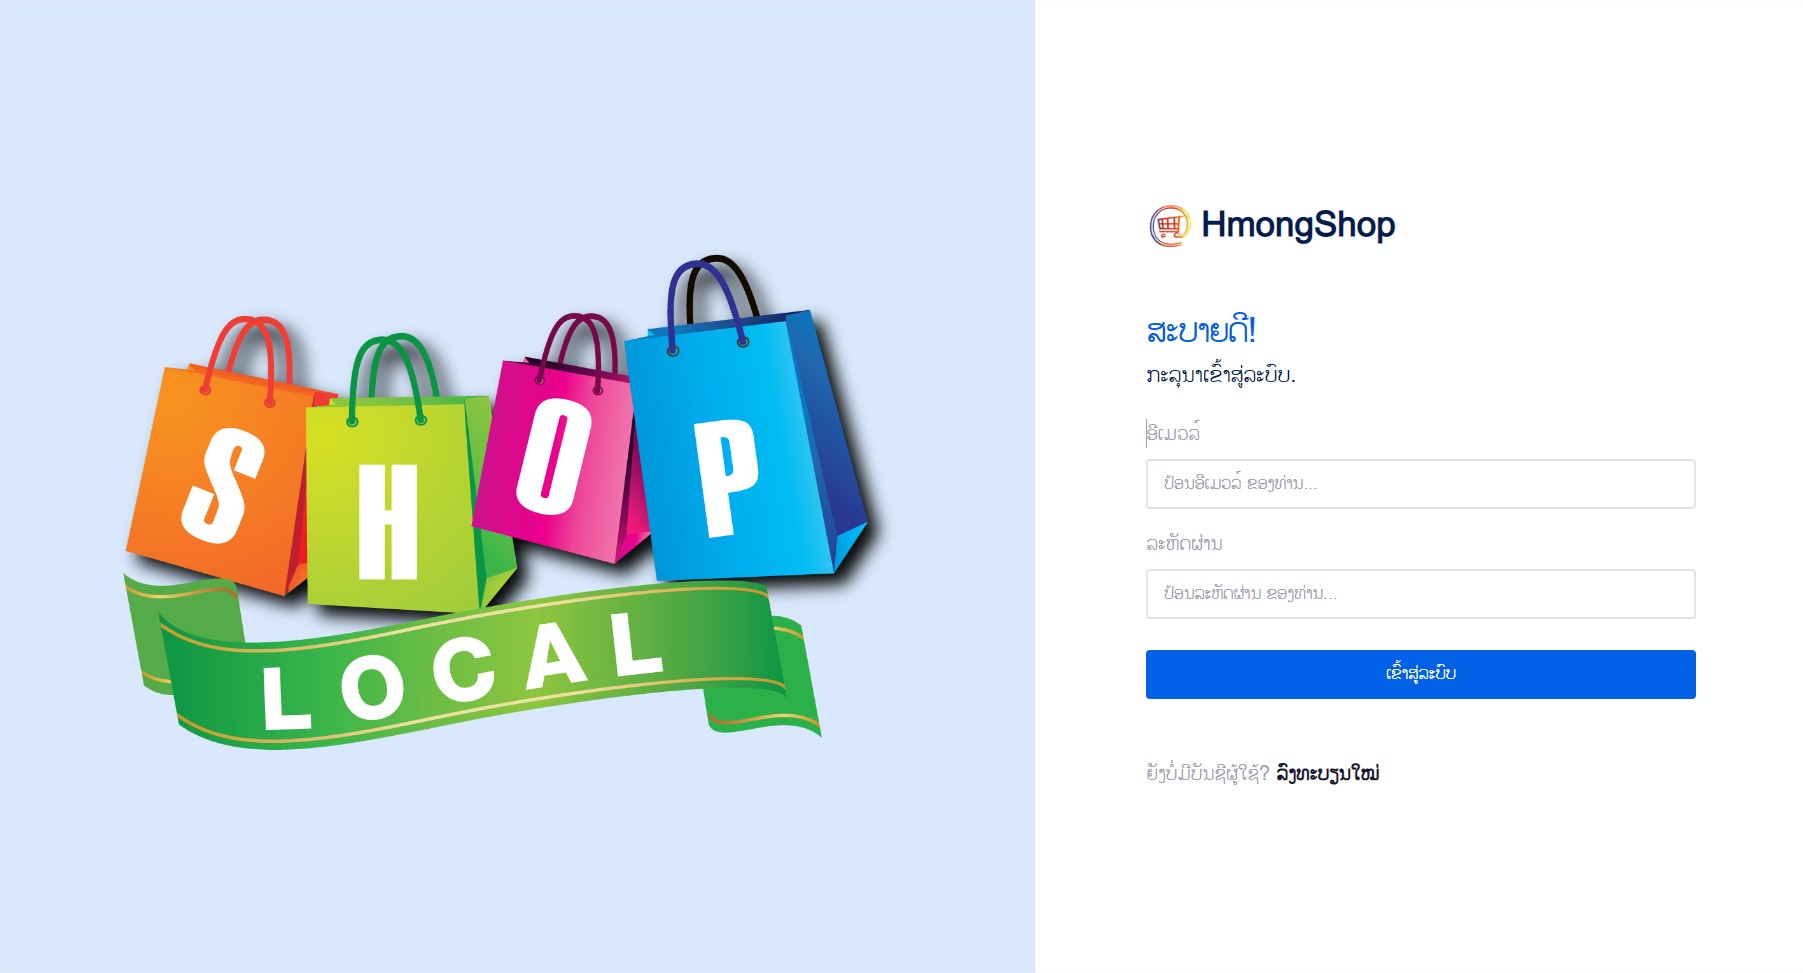 SHOP
LOCAL
HmongShop
ສະບາຍດີ!
ກະລຸນາເຂົ້າສູ່ລະບົບ.
ອີເມວລ໌
ປ້ອນອີເມວລ໌ ຂອງທ່ານ...
ລະຫັດຜ່ານ
ປ້ອນລະຫັດຜ່ານ ຂອງທ່ານ...
ເຂົ້າສູ່ລະບົບ
ຍັງບໍ່ມີບັນຊີຜູ້ໃຊ້? ລົງທະບຽນໃໝ່